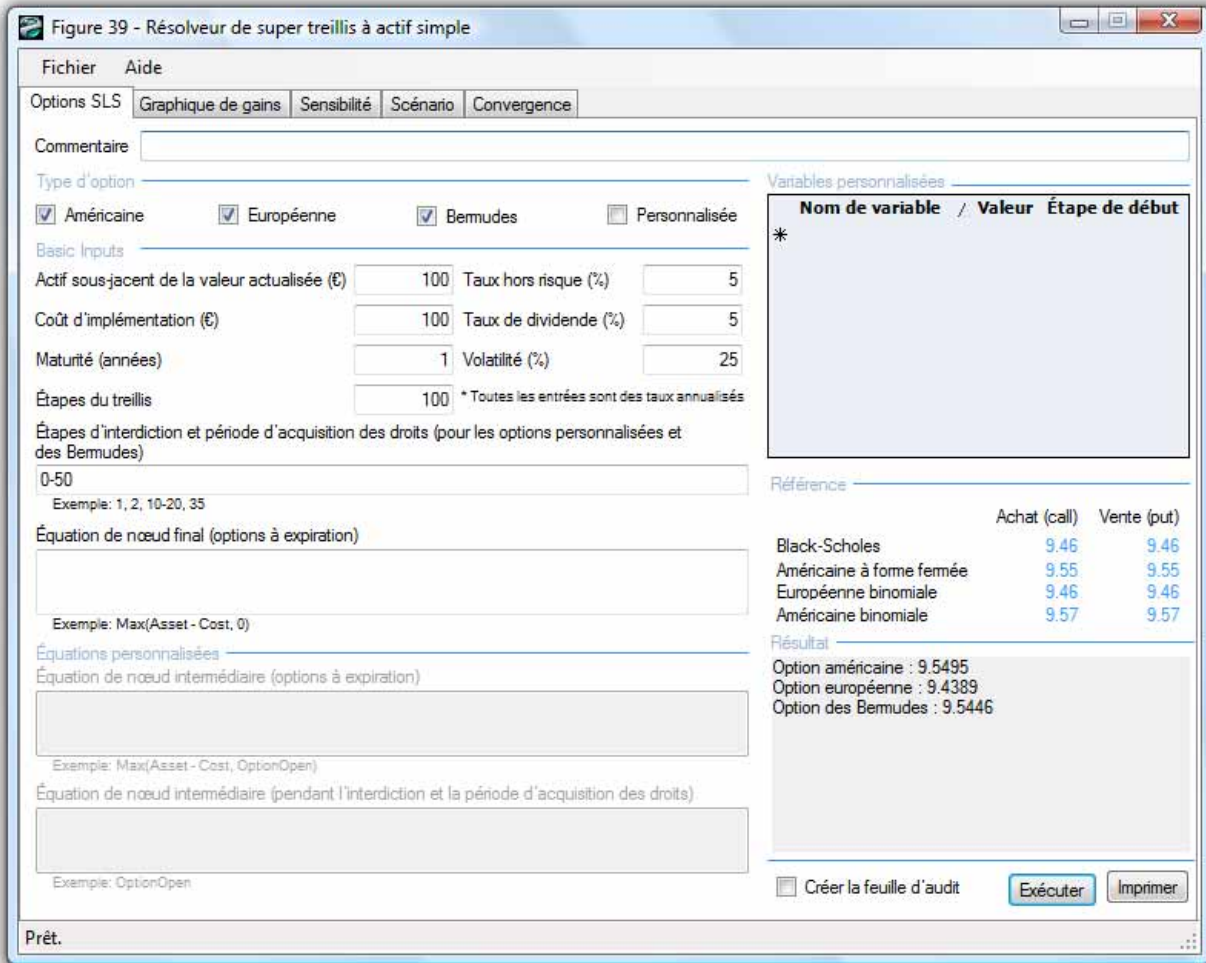 Figure 39 - Résolveur de super treillis à actif simple
Fichier Aide
Options SLS Graphique de gains Sensibilité Scénario Convergence
Commentaire
Type d'option
Américaine Européenne Bermudes Personnalisée
Basic Inputs
Actif sous-jacent de la valeur actualisée (€) 100 Taux hors risque (%) 5
Coût d'implémentation (€) 100 Taux de dividende (%) 5
Maturité (années) 1 Volatilité (%) 25
Étapes du treillis 100 * Toutes les entrées sont des taux annualisés
Étapes d'interdiction et période d'acquisition des droits (pour les options personnalisées et
des Bermudes)
0-50
Exemple: 1, 2, 10-20, 35
Équation de nœud final (options à expiration)
Exemple: Max(Asset - Cost, 0)
Équations personnalisées
Équation de nœud intermédiaire (options à expiration)
Exemple: Max(Asset - Cost, OptionOpen)
Équation de nœud intermédiaire (pendant l'interdiction et la période d'acquisition des droits)
Exemple: OptionOpen
Variables personnalisées
Nom de variable / Valeur Étape de début
*
Référence
Achat (call) Vente (put)
Black-Scholes 9.46 9.46
Américaine à forme fermée 9.55 9.55
Européenne binomiale 9.46 9.46
Américaine binomiale 9.57 9.57
Résultat
Option américaine : 9.5495
Option européenne : 9.4389
Option des Bermudes : 9.5446
Créer la feuille d'audit Exécuter Imprimer
Prêt.